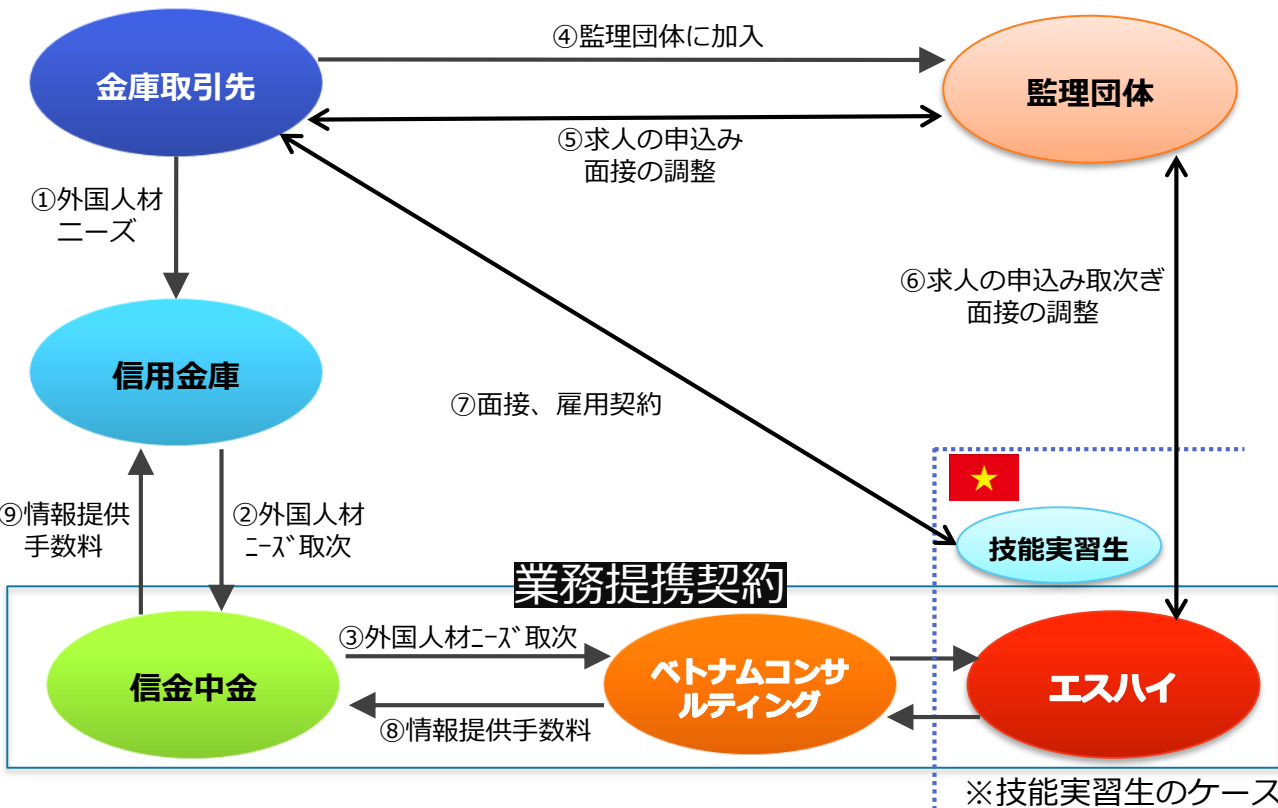 ④監理団体に加入
金庫取引先
監理団体
⑤求人の申込み
面接の調整
①外国人材
ニーズ
⑥求人の申込み取次ぎ
面接の調整
信用金庫
⑦面接、雇用契約
⑨情報提供
手数料
②外国人材
ﾆｰｽﾞ取次
技能実習生
業務提携契約
③外国人材ﾆｰｽﾞ取次
信金中金
ベトナムコンサ
ルティング
エスハイ
⑧情報提供手数料
※技能実習生のケース